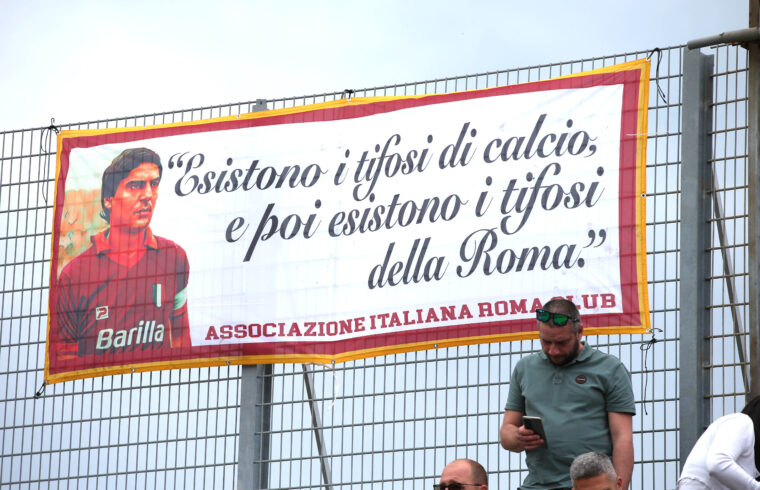 “Esistono i tifosi di calcio,
e poi esistono i tifosi
della Roma.”
ASSOCIAZIONE ITALIANA ROMA CLUB
Barilla